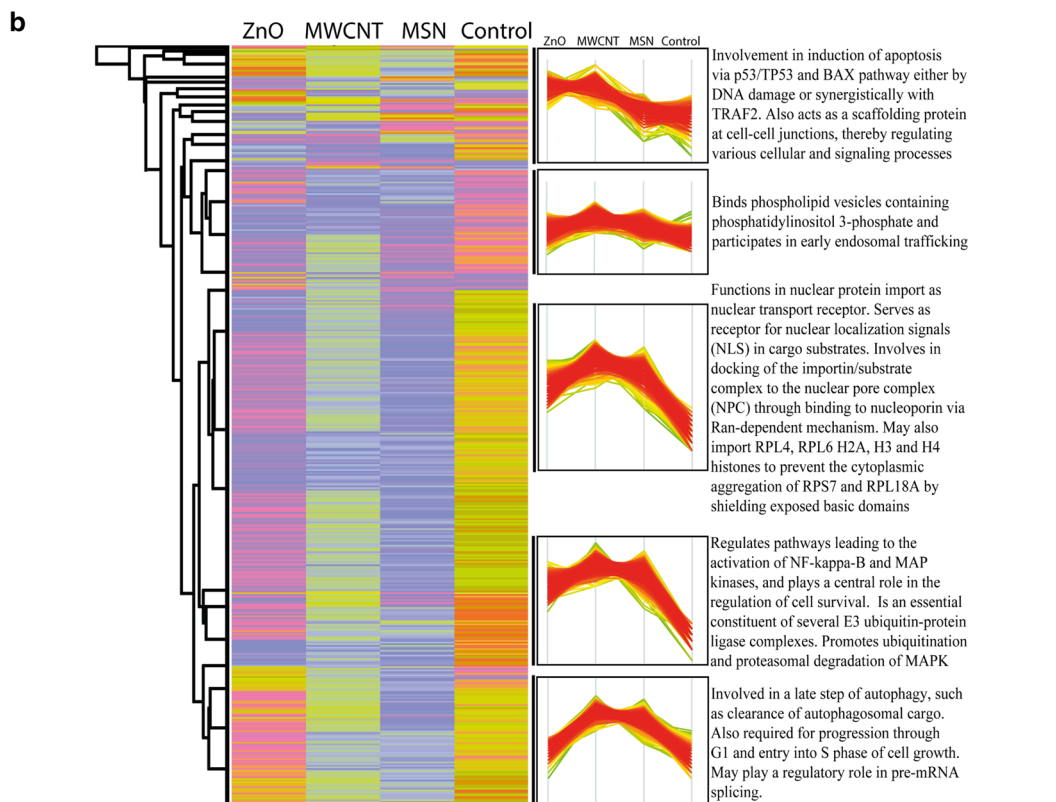 b
ZnO MWCNT MSN Control
ZnO MWCNT MSN Control
Involvement in induction of apoptosis
via p53/TP53 and BAX pathway either by
DNA damage or synergistically with
TRAF2. Also acts as a scaffolding protein
at cell-cell junctions, thereby regulating
various cellular and signaling processes
Binds phospholipid vesicles containing
phosphatidylinositol 3-phosphate and
participates in early endosomal trafficking
Functions in nuclear protein import as
nuclear transport receptor. Serves as
receptor for nuclear localization signals
(NLS) in cargo substrates. Involves in
docking of the importin/substrate
complex to the nuclear pore complex
(NPC) through binding to nucleoporin via
Ran-dependent mechanism. May also
import RPL4, RPL6 H2A, H3 and H4
histones to prevent the cytoplasmic
aggregation of RPS7 and RPL18A by
shielding exposed basic domains
Regulates pathways leading to the
activation of NF-kappa-B and MAP
kinases, and plays a central role in the
regulation of cell survival. Is an essential
constituent of several E3 ubiquitin-protein
ligase complexes. Promotes ubiquitination
and proteasomal degradation of MAPK
Involved in a late step of autophagy, such
as clearance of autophagosomal cargo.
Also required for progression through
G1 and entry into S phase of cell growth.
May play a regulatory role in pre-mRNA
splicing.